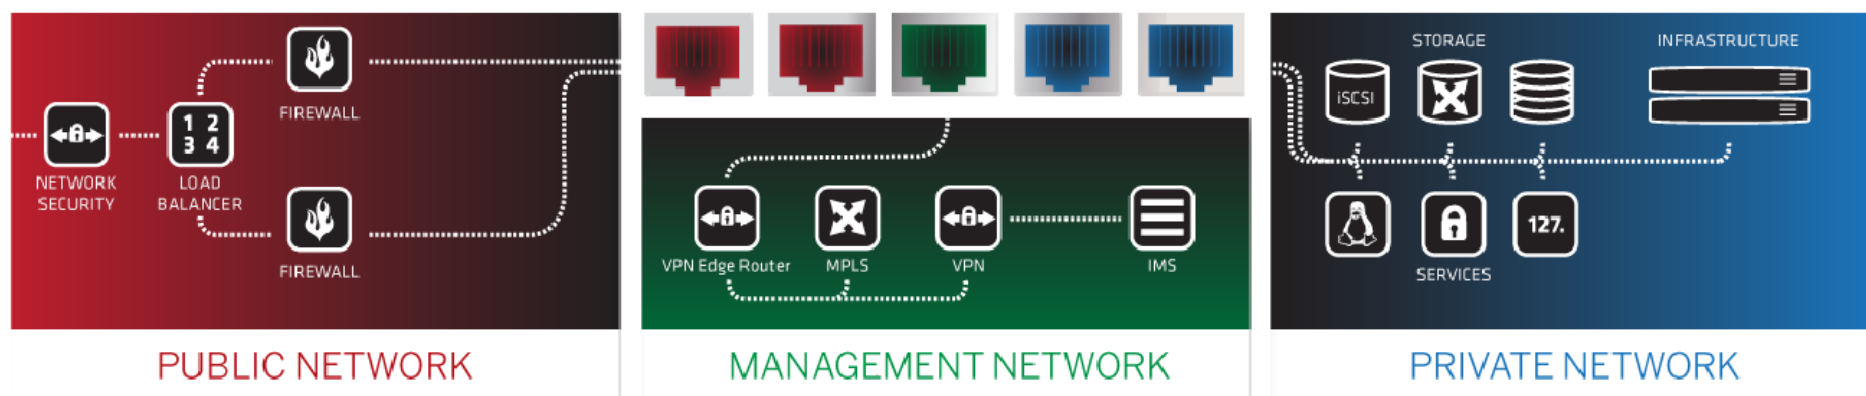 FIREWALL
NETWORK
SECURITY
1 2
3 4
LOAD
BALANCER
FIREWALL
PUBLIC NETWORK
VPN Edge Router
MPLS
VPN
IMS
MANAGEMENT NETWORK
STORAGE
INFRASTRUCTURE
iSCSI
127.
SERVICES
PRIVATE NETWORK